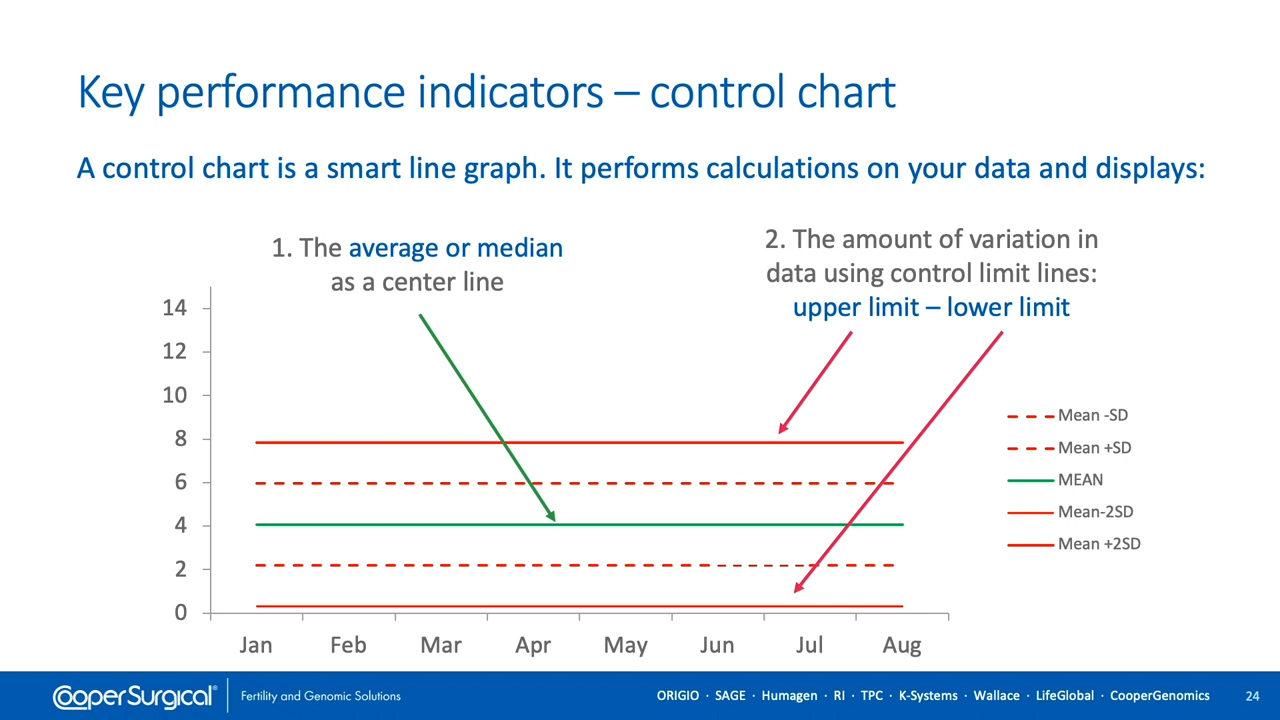 Key performance indicators – control chart
A control chart is a smart line graph. It performs calculations on your data and displays:
1. The average or median
as a center line
2. The amount of variation in
data using control limit lines:
upper limit – lower limit
14
12
10
8
6
4
2
0
Jan Feb Mar Apr May Jun Jul Aug
Mean -SD
Mean +SD
MEAN
Mean-2SD
Mean +2SD
CooperSurgical® Fertility and Genomic Solutions
ORIGIO · SAGE · Humagen · RI · TPC · K-Systems · Wallace · LifeGlobal · CooperGenomics 24